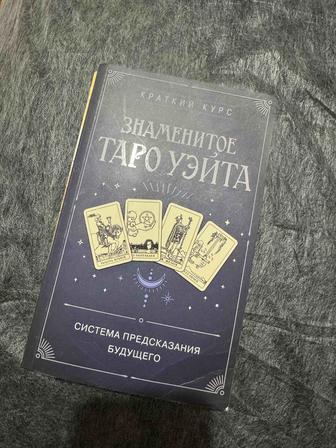 КРАТКИЙ КУРС
ЗНАМЕНИТОЕ
ТАРО УЭЙТА
СИСТЕМА ПРЕДСКАЗАНИЯ
БУДУЩЕГО